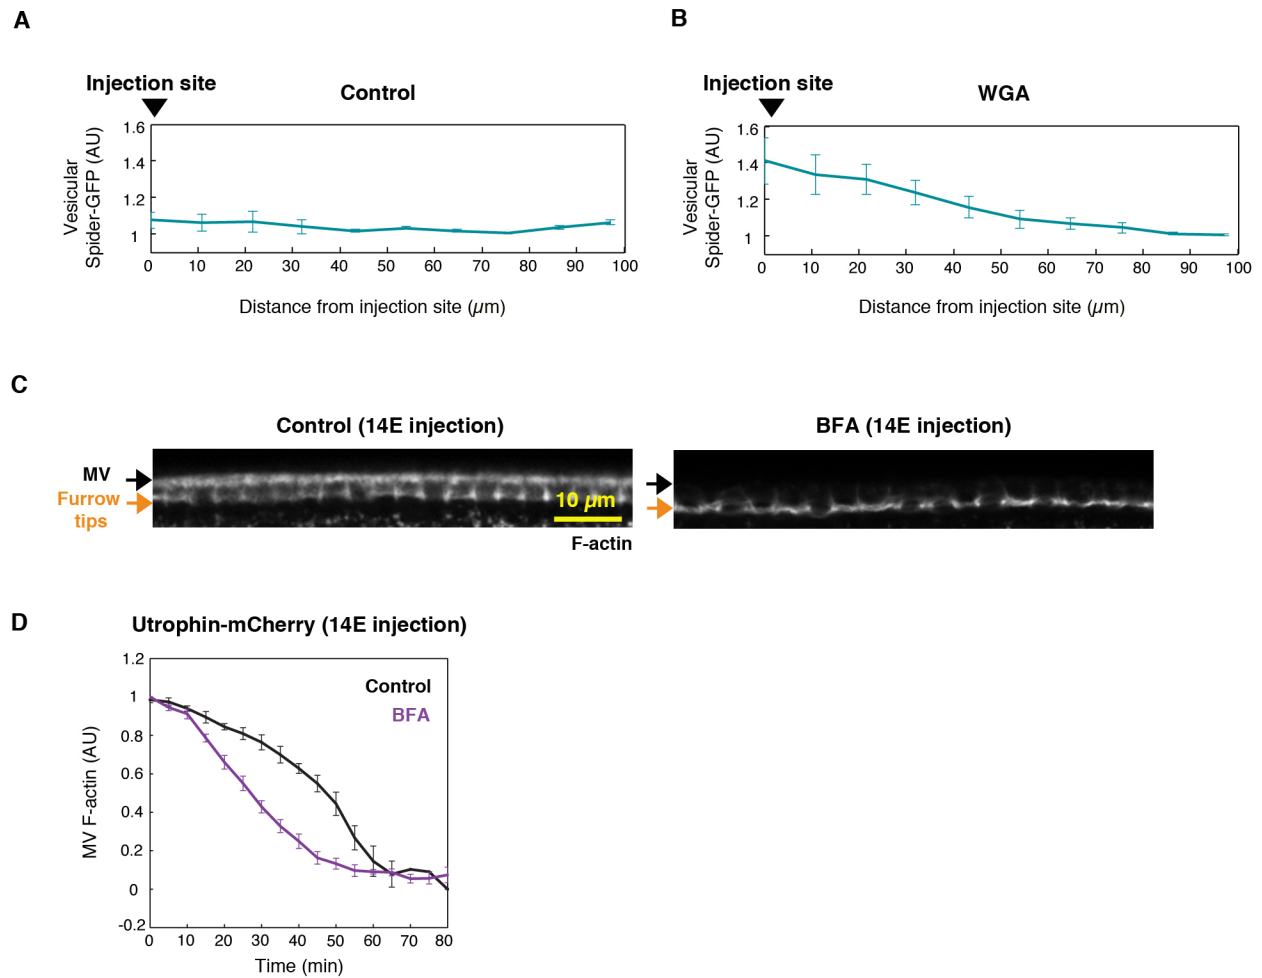 A
B
Injection site
Control
Vesicular
Spider-GFP (AU)
1.6
1.4
1.2
1
0 10 20 30 40 50 60 70 80 90 100
Distance from injection site (µm)
Injection site
WGA
Vesicular
Spider-GFP (AU)
1.6
1.4
1.2
1
0 10 20 30 40 50 60 70 80 90 100
Distance from injection site (µm)
C
Control (14E injection)
BFA (14E injection)
MV
Furrow
tips
10 µm
F-actin
D
Utrophin-mCherry (14E injection)
Control
BFA
MV F-actin (AU)
1.2
1
0.8
0.6
0.4
0.2
0
-0.2
0 10 20 30 40 50 60 70 80
Time (min)